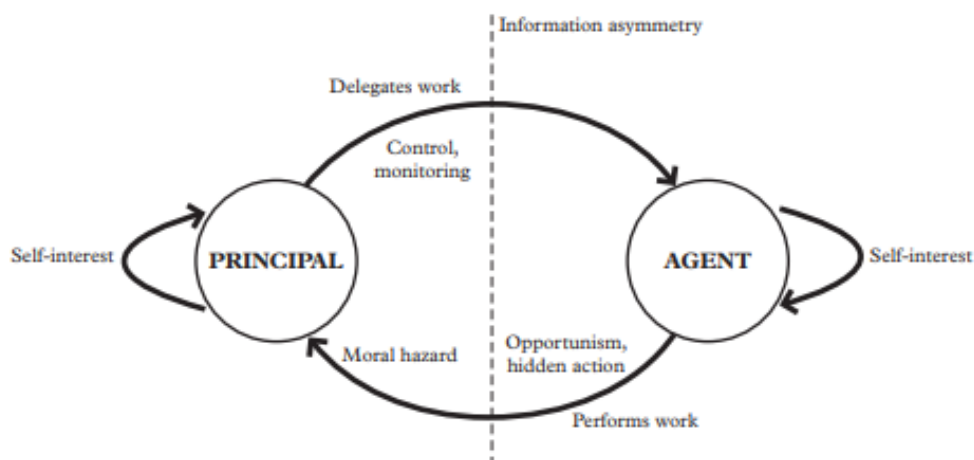 Information asymmetry
Delegates work
Control,
monitoring
Self-interest
PRINCIPAL
AGENT
Self-interest
Moral hazard
Opportunism,
hidden action
Performs work